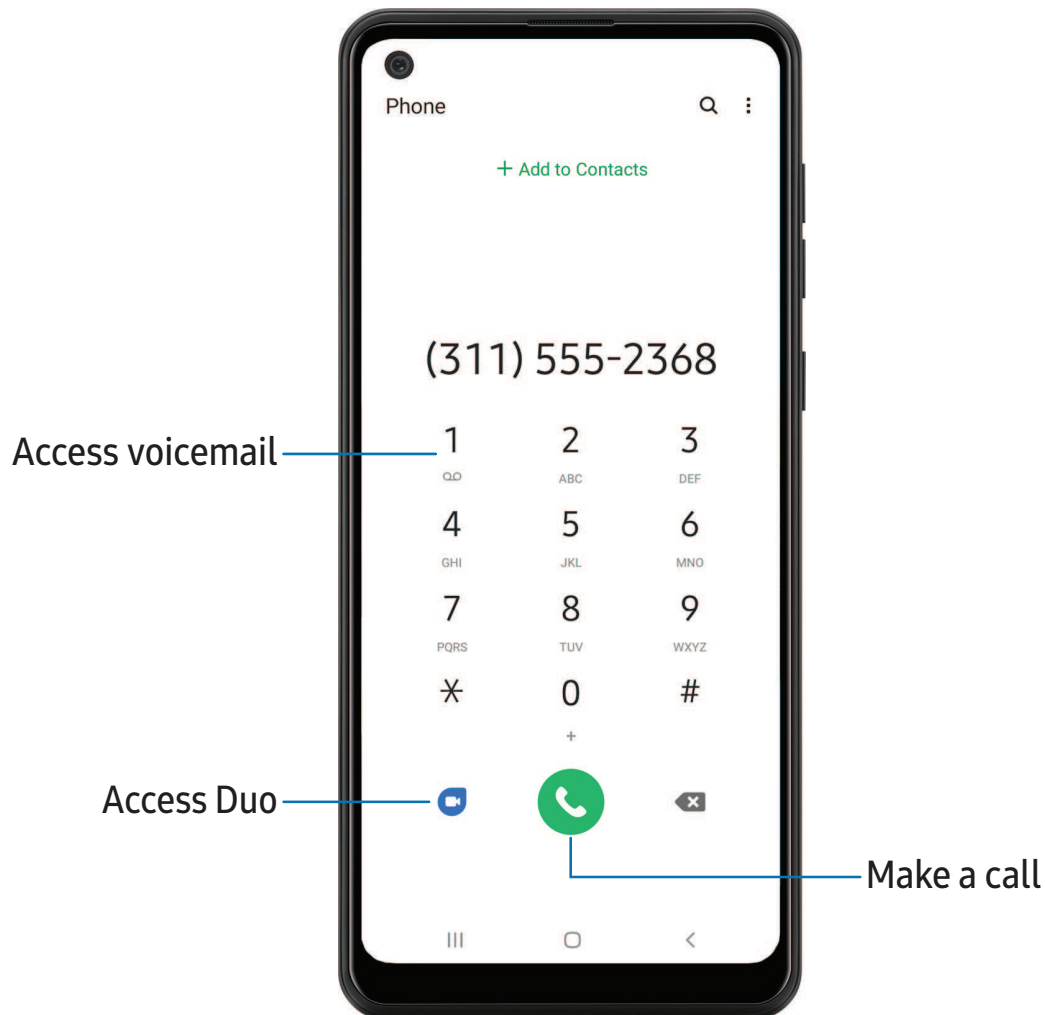 Phone
+ Add to Contacts
(311) 555-2368
Access voicemail
1 2 3
ABC DEF
4 5 6
GHI JKL MNO
7 8 9
PQRS TUV WXYZ
* 0 #
+
Access Duo
Make a call